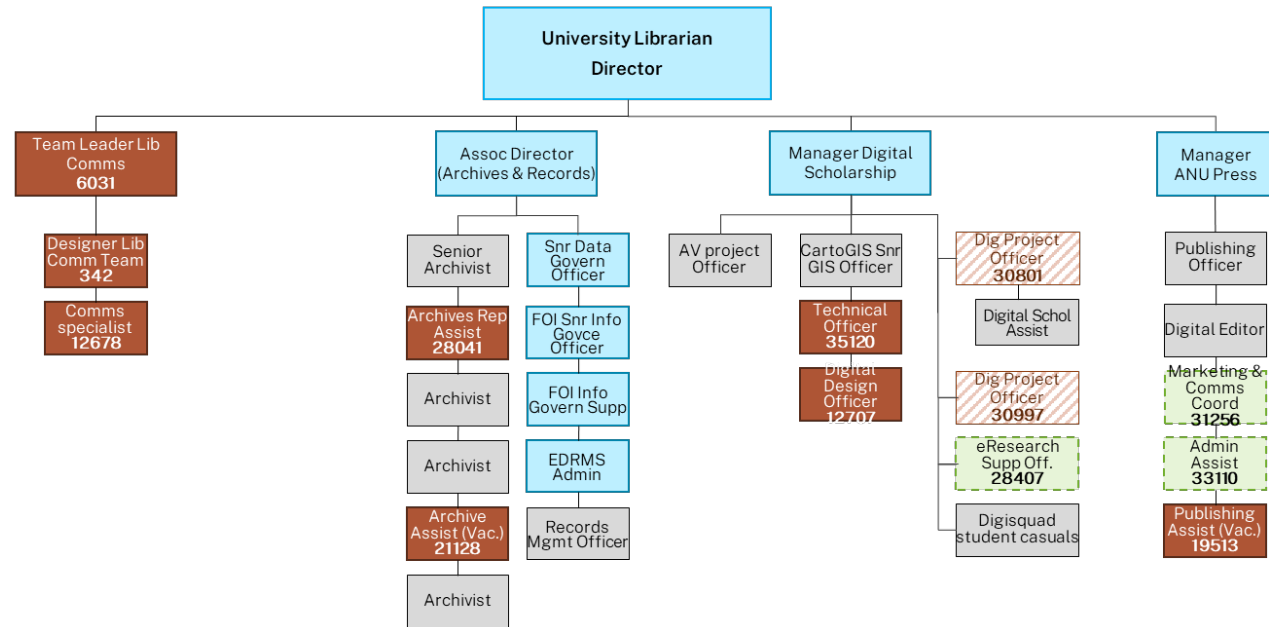 University Librarian
Director
Team Leader Lib
Comms
6031
Designer Lib
Comm Team
342
Comms
specialist
12678
Assoc Director
(Archives & Records)
Senior
Archivist
Archives Rep
Assist
28041
Archivist
Archivist
Archive
Assist (Vac.)
21128
Archivist
Snr Data
Govern
Officer
FOI Snr Info
Govce
Officer
FOI Info
Govern Supp
EDRMS
Admin
Records
Mgmt Officer
Manager Digital
Scholarship
AV project
Officer
CartoGIS Snr
GIS Officer
Technical
Officer
35120
Digital
Design
Officer
12707
Dig Project
Officer
30801
Digital Schol
Assist
Dig Project
Officer
30997
eResearch
Supp Off.
28407
Digisquad
student casuals
Manager
ANU Press
Publishing
Officer
Digital Editor
Marketing &
Comms
Coord
31256
Admin
Assist
33110
Publishing
Assist (Vac.)
19513